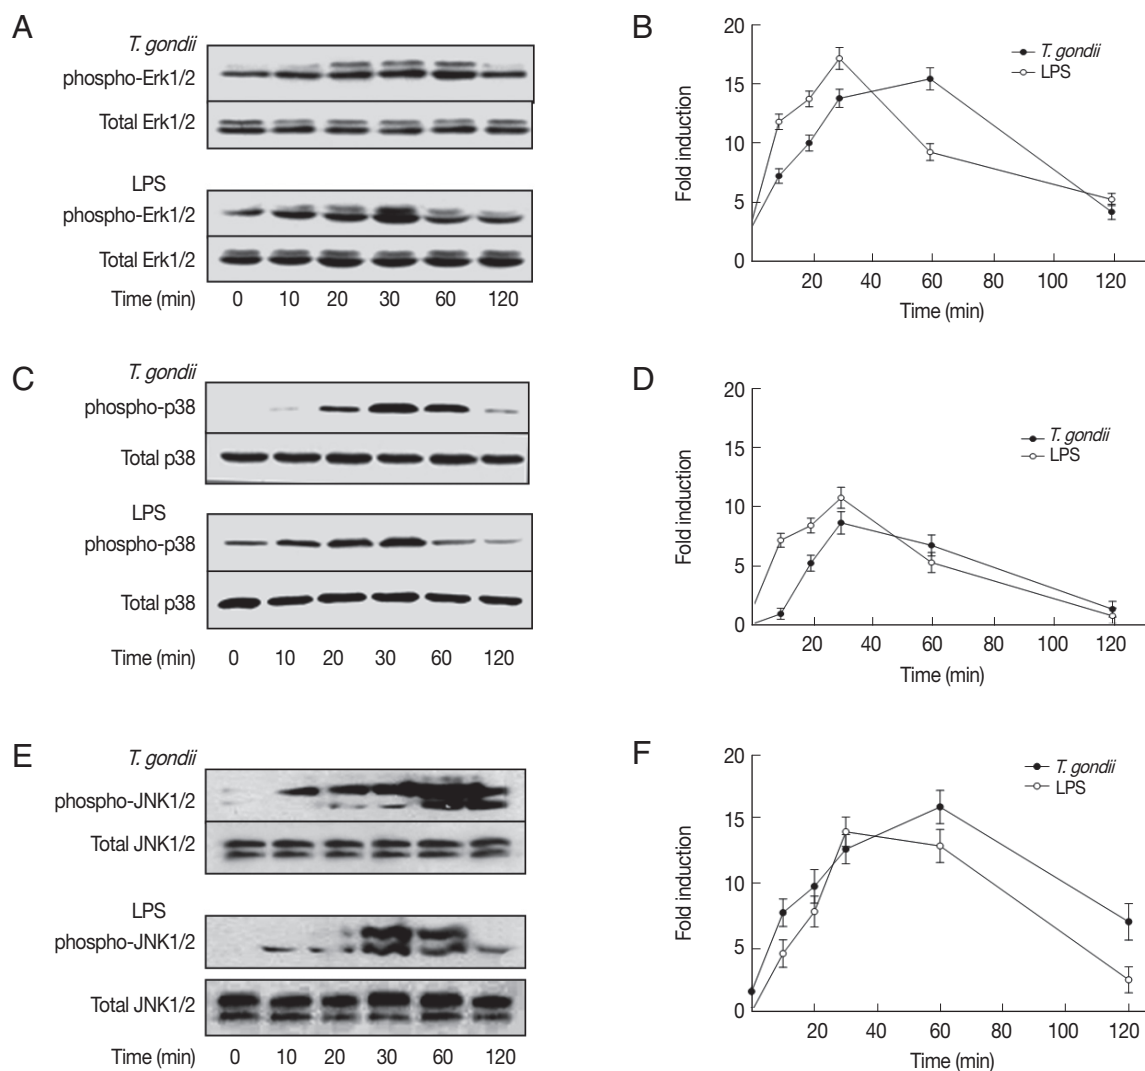 A
T. gondii
phospho-Erk1/2
Total Erk1/2
LPS
phospho-Erk1/2
Total Erk1/2
Time (min) 0 10 20 30 60 120
B
20
15
10
5
0
Fold induction
T. gondii
LPS
20 40 60 80 100 120
Time (min)
C
T. gondii
phospho-p38
Total p38
LPS
phospho-p38
Total p38
Time (min) 0 10 20 30 60 120
D
20
15
10
5
0
Fold induction
T. gondii
LPS
20 40 60 80 100 120
Time (min)
E
T. gondii
phospho-JNK1/2
Total JNK1/2
LPS
phospho-JNK1/2
Total JNK1/2
Time (min) 0 10 20 30 60 120
F
20
15
10
5
0
Fold induction
T. gondii
LPS
20 40 60 80 100 120
Time (min)